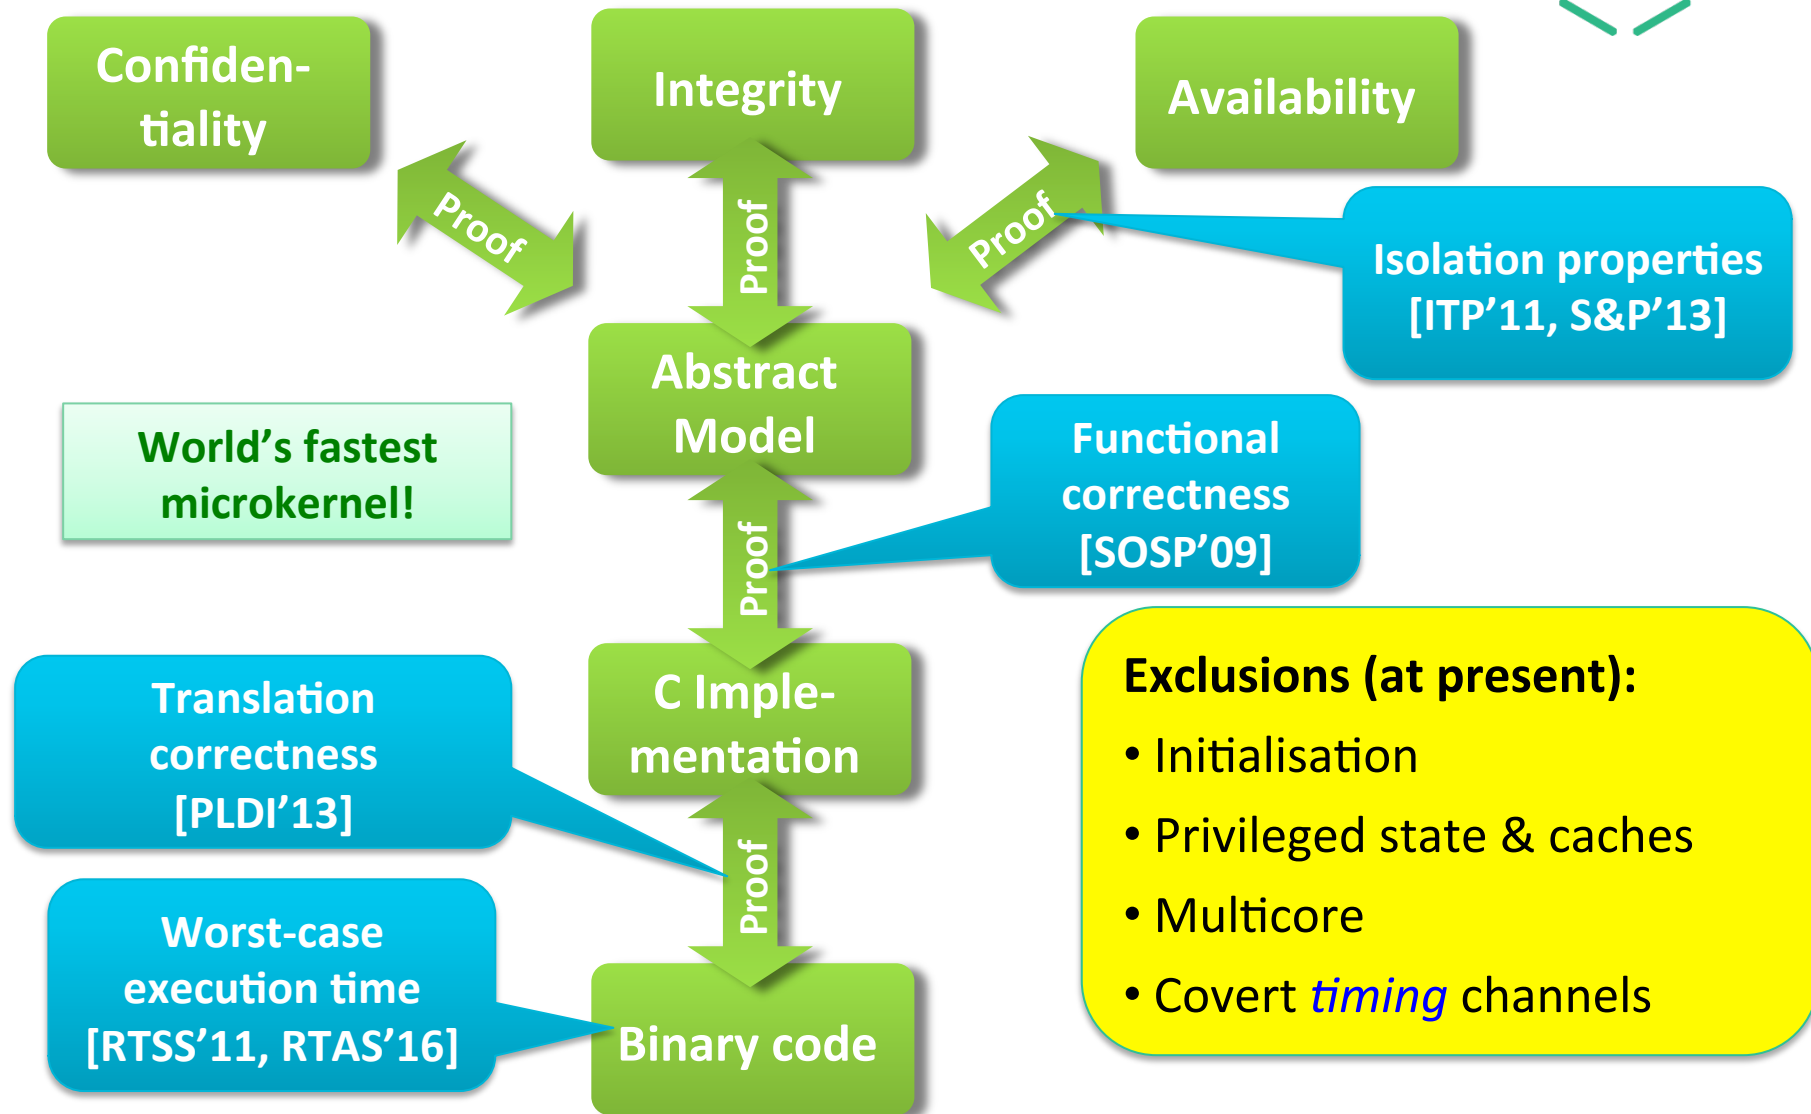 Confiden-
tiality
Integrity
Availability
Proof
Proof
Proof
Isolation properties
[ITP’11, S&P’13]
Abstract
Model
World’s fastest
microkernel!
Functional
correctness
[SOSP’09]
Proof
Translation
correctness
[PLDI’13]
C Imple-
mentation
Exclusions (at present):
• Initialisation
• Privileged state & caches
• Multicore
• Covert timing channels
Proof
Worst-case
execution time
[RTSS’11, RTAS’16]
Binary code